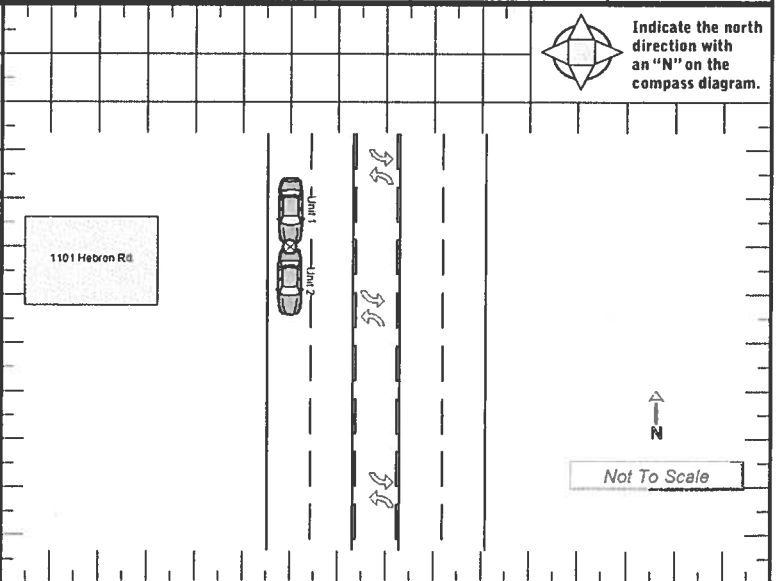 Indicate the north
direction with
an "N" on the
compass diagram.
Unit 1
1101 Hebron Rd.
Unit 2
N
Not To Scale